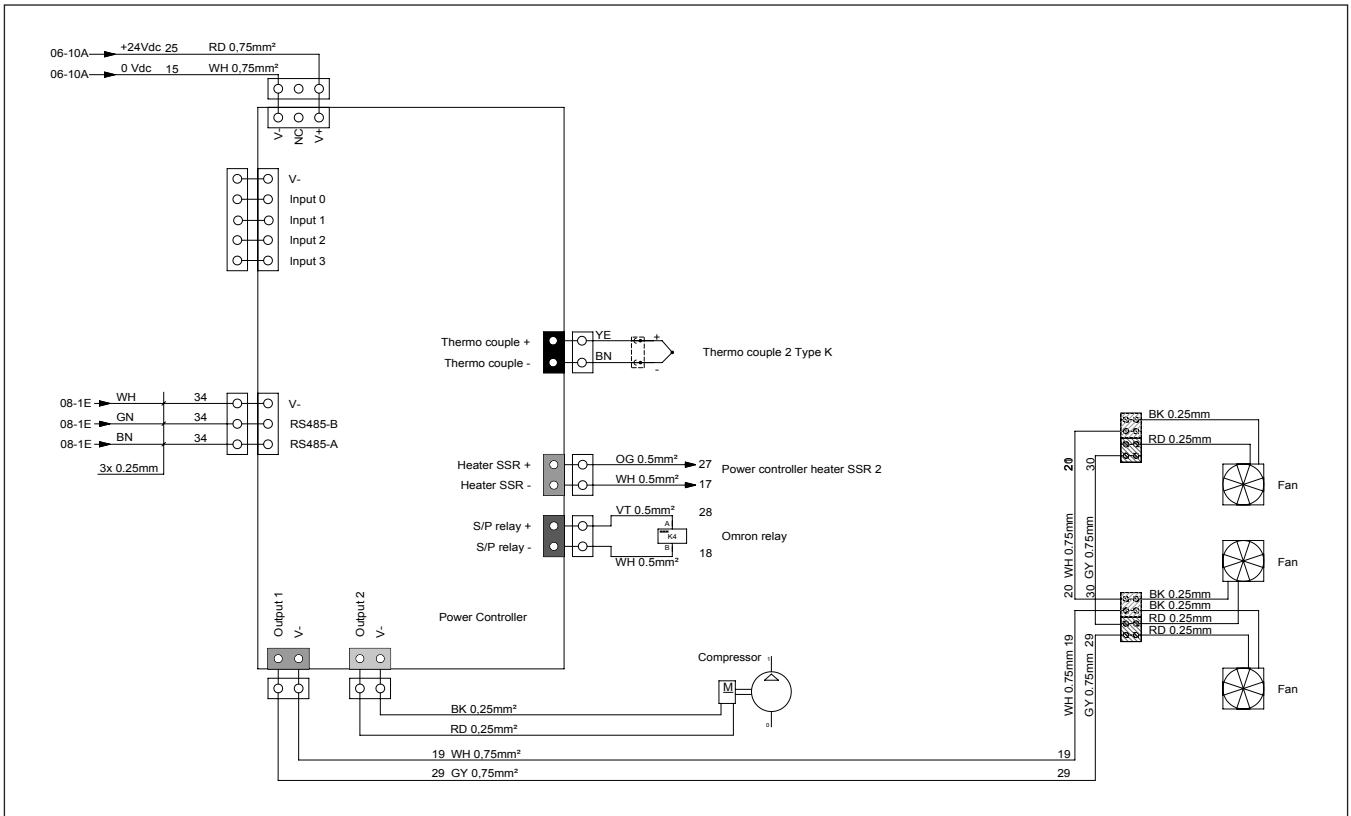 06-10A +24Vdc 25 RD 0,75mm²
06-10A 0 Vdc 15 WH 0,75mm²
V- NC V+
V-
Input 0
Input 1
Input 2
Input 3
Thermo couple + YE +
Thermo couple - BN -
Thermo couple 2 Type K
08-1E WH 34 V-
08-1E GN 34 RS485-B
08-1E BN 34 RS485-A
3x 0.25mm
Heater SSR + OG 0.5mm² 27
Heater SSR - WH 0.5mm² 17
Power controller heater SSR 2
S/P relay + VT 0.5mm² 28
A
K4
B
Omron relay
S/P relay - WH 0.5mm² 18
Output 1 V- Output 2 V-
Power Controller
Compressor 1
M
0
BK 0,25mm²
RD 0,25mm²
19 WH 0,75mm² 19
29 GY 0,75mm² 29
BK 0.25mm
RD 0.25mm
Fan
30
20 WH 0.75mm
30 GY 0.75mm
Fan
BK 0.25mm
BK 0.25mm
RD 0.25mm
RD 0.25mm
WH 0.75mm 19
GY 0.75mm 29
Fan